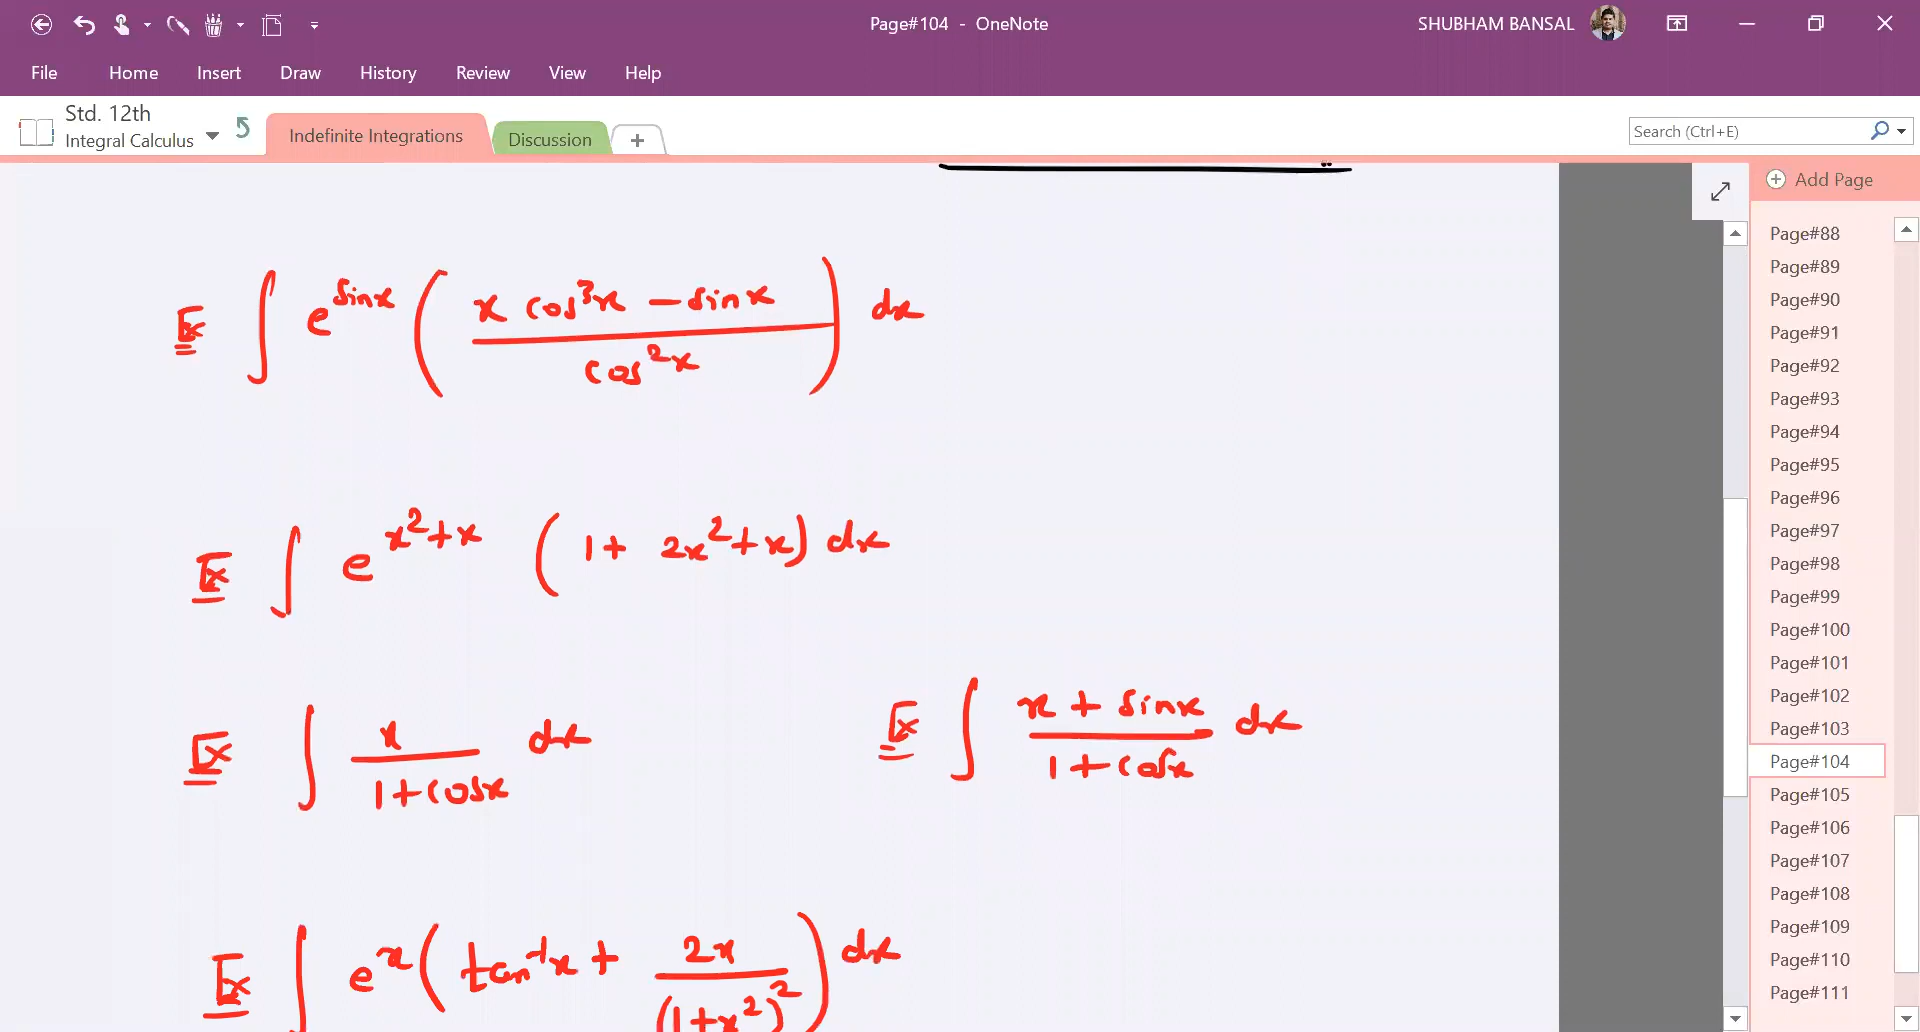 Page#104 - OneNote
SHUBHAM BANSAL
File Home Insert Draw History Review View Help
Std. 12th
Integral Calculus
Indefinite Integrations
Discussion
+
Search (Ctrl+E)
Add Page
Ex ∫ e^(sinx) ( (x cos³x − sinx) / cos²x ) dx
Ex ∫ e^(x²+x) (1 + 2x²+x) dx
Ex ∫ x / (1+cosx) dx
Ex ∫ (x + sinx) / (1+cosx) dx
Ex ∫ e^x ( tan⁻¹x + 2x / (1+x²)² ) dx
Page#88
Page#89
Page#90
Page#91
Page#92
Page#93
Page#94
Page#95
Page#96
Page#97
Page#98
Page#99
Page#100
Page#101
Page#102
Page#103
Page#104
Page#105
Page#106
Page#107
Page#108
Page#109
Page#110
Page#111